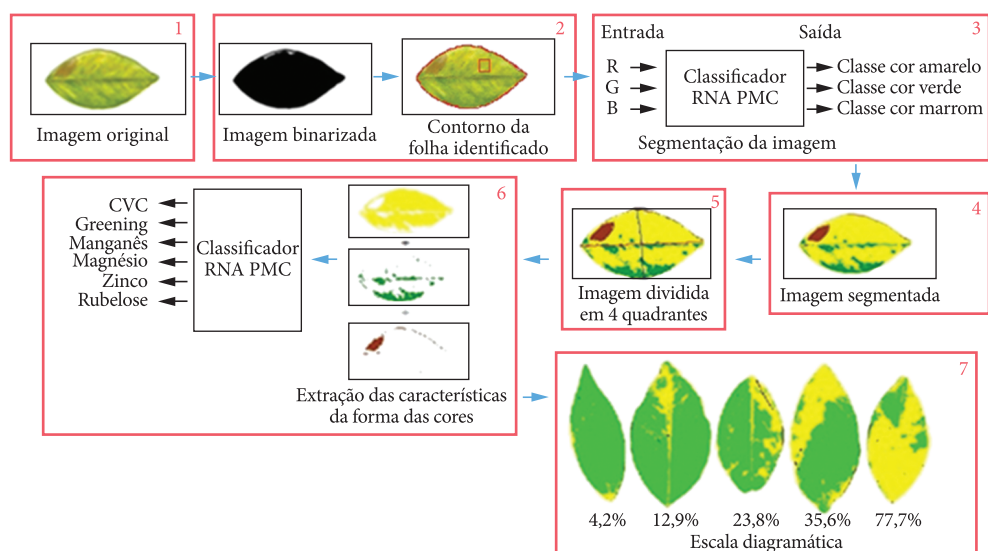 1
Imagem original
2
Imagem binarizada
Contorno da
folha identificado
3
Entrada
Saída
R
G
B
Classificador
RNA PMC
Classe cor amarelo
Classe cor verde
Classe cor marrom
Segmentação da imagem
4
Imagem segmentada
5
Imagem dividida
em 4 quadrantes
6
CVC
Greening
Manganês
Magnésio
Zinco
Rubelose
Classificador
RNA PMC
Extração das características
da forma das cores
7
4,2%
12,9%
23,8%
35,6%
77,7%
Escala diagramática